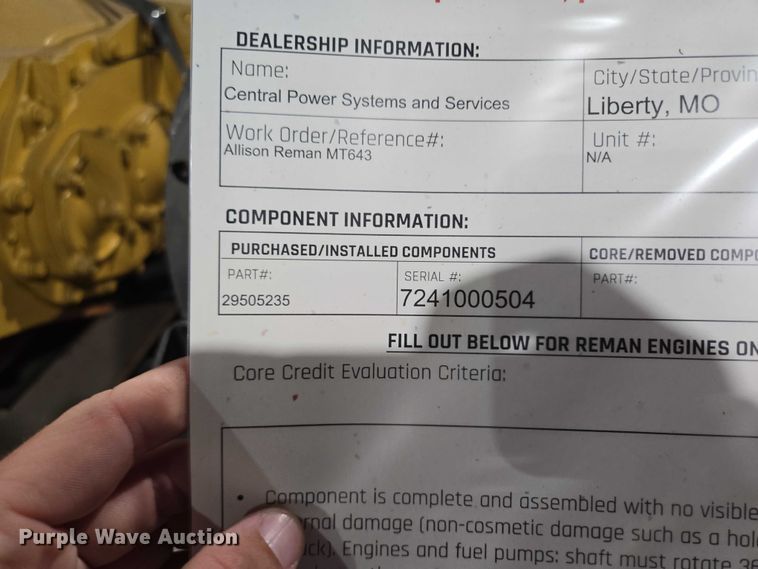 DEALERSHIP INFORMATION:
Name:
City/State/Provin
Central Power Systems and Services
Liberty, MO
Work Order/Reference#:
Unit #:
Allison Reman MT643
N/A
COMPONENT INFORMATION:
PURCHASED/INSTALLED COMPONENTS
CORE/REMOVED COMPO
PART#:
SERIAL #:
PART#:
29505235
7241000504
FILL OUT BELOW FOR REMAN ENGINES ON
Core Credit Evaluation Criteria:
• Component is complete and assembled with no visible
rnal damage (non-cosmetic damage such as a hol
ck). Engines and fuel pumps: shaft must rotate 36
Purple Wave Auction